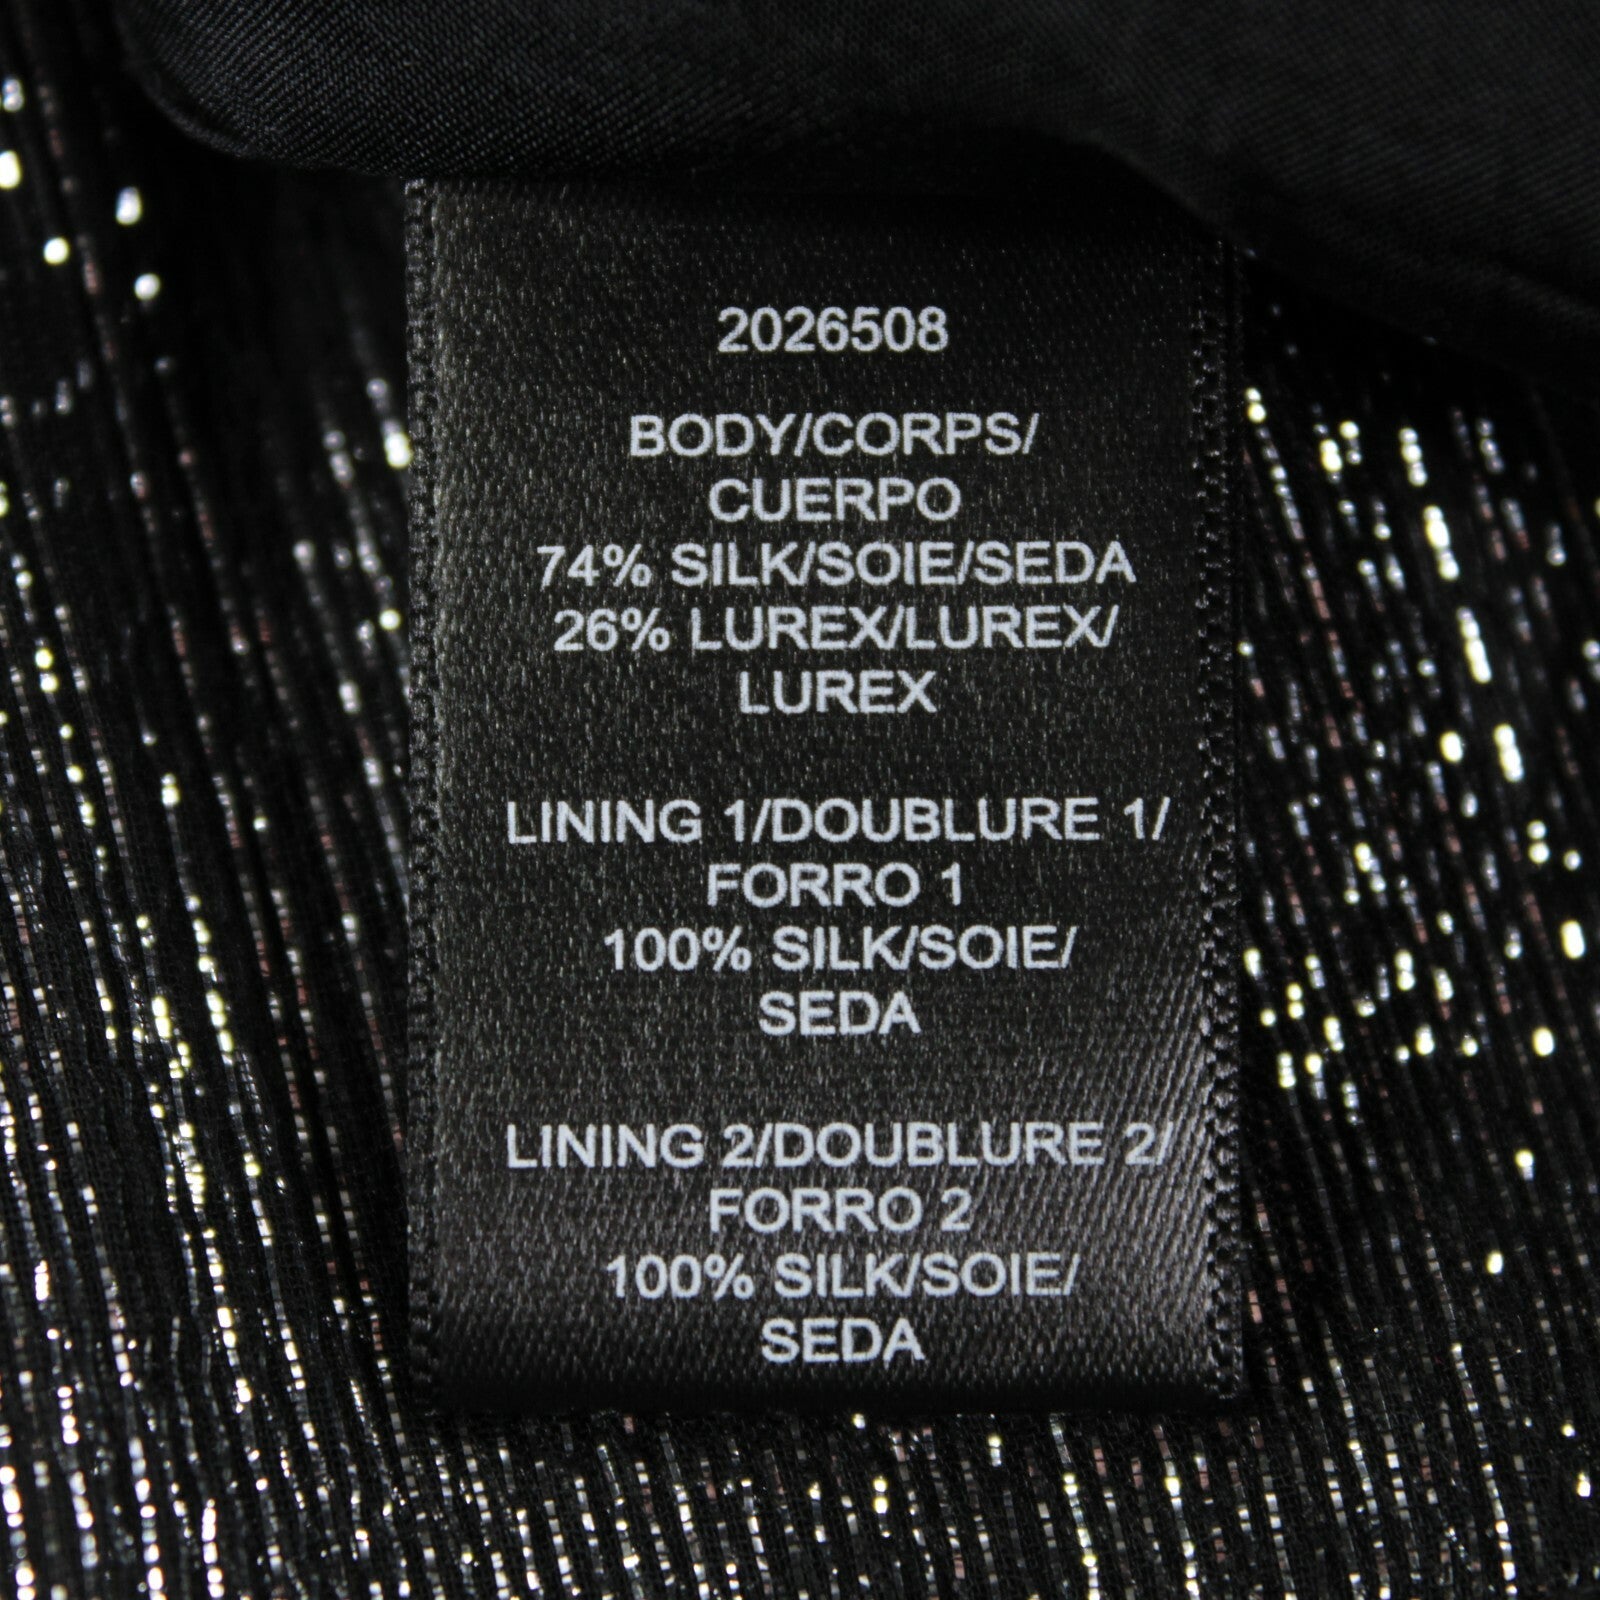 2026508
BODY/CORPS/
CUERPO
74% SILK/SOIE/SEDA
26% LUREX/LUREX/
LUREX
LINING 1/DOUBLURE 1/
FORRO 1
100% SILK/SOIE/
SEDA
LINING 2/DOUBLURE 2/
FORRO 2
100% SILK/SOIE/
SEDA